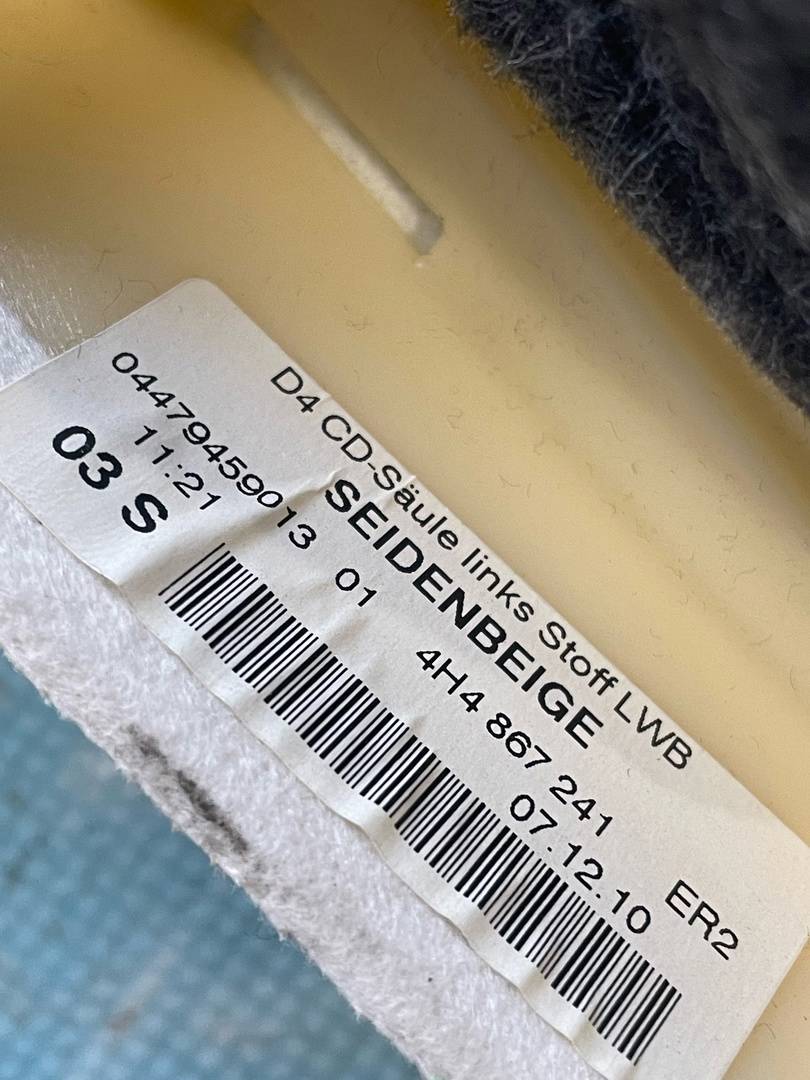 D4 CD-Säule links Stoff LWB
SEIDENBEIGE
04479459013 01 4H4 867 241 ER2
11:21 07.12.10
03 S